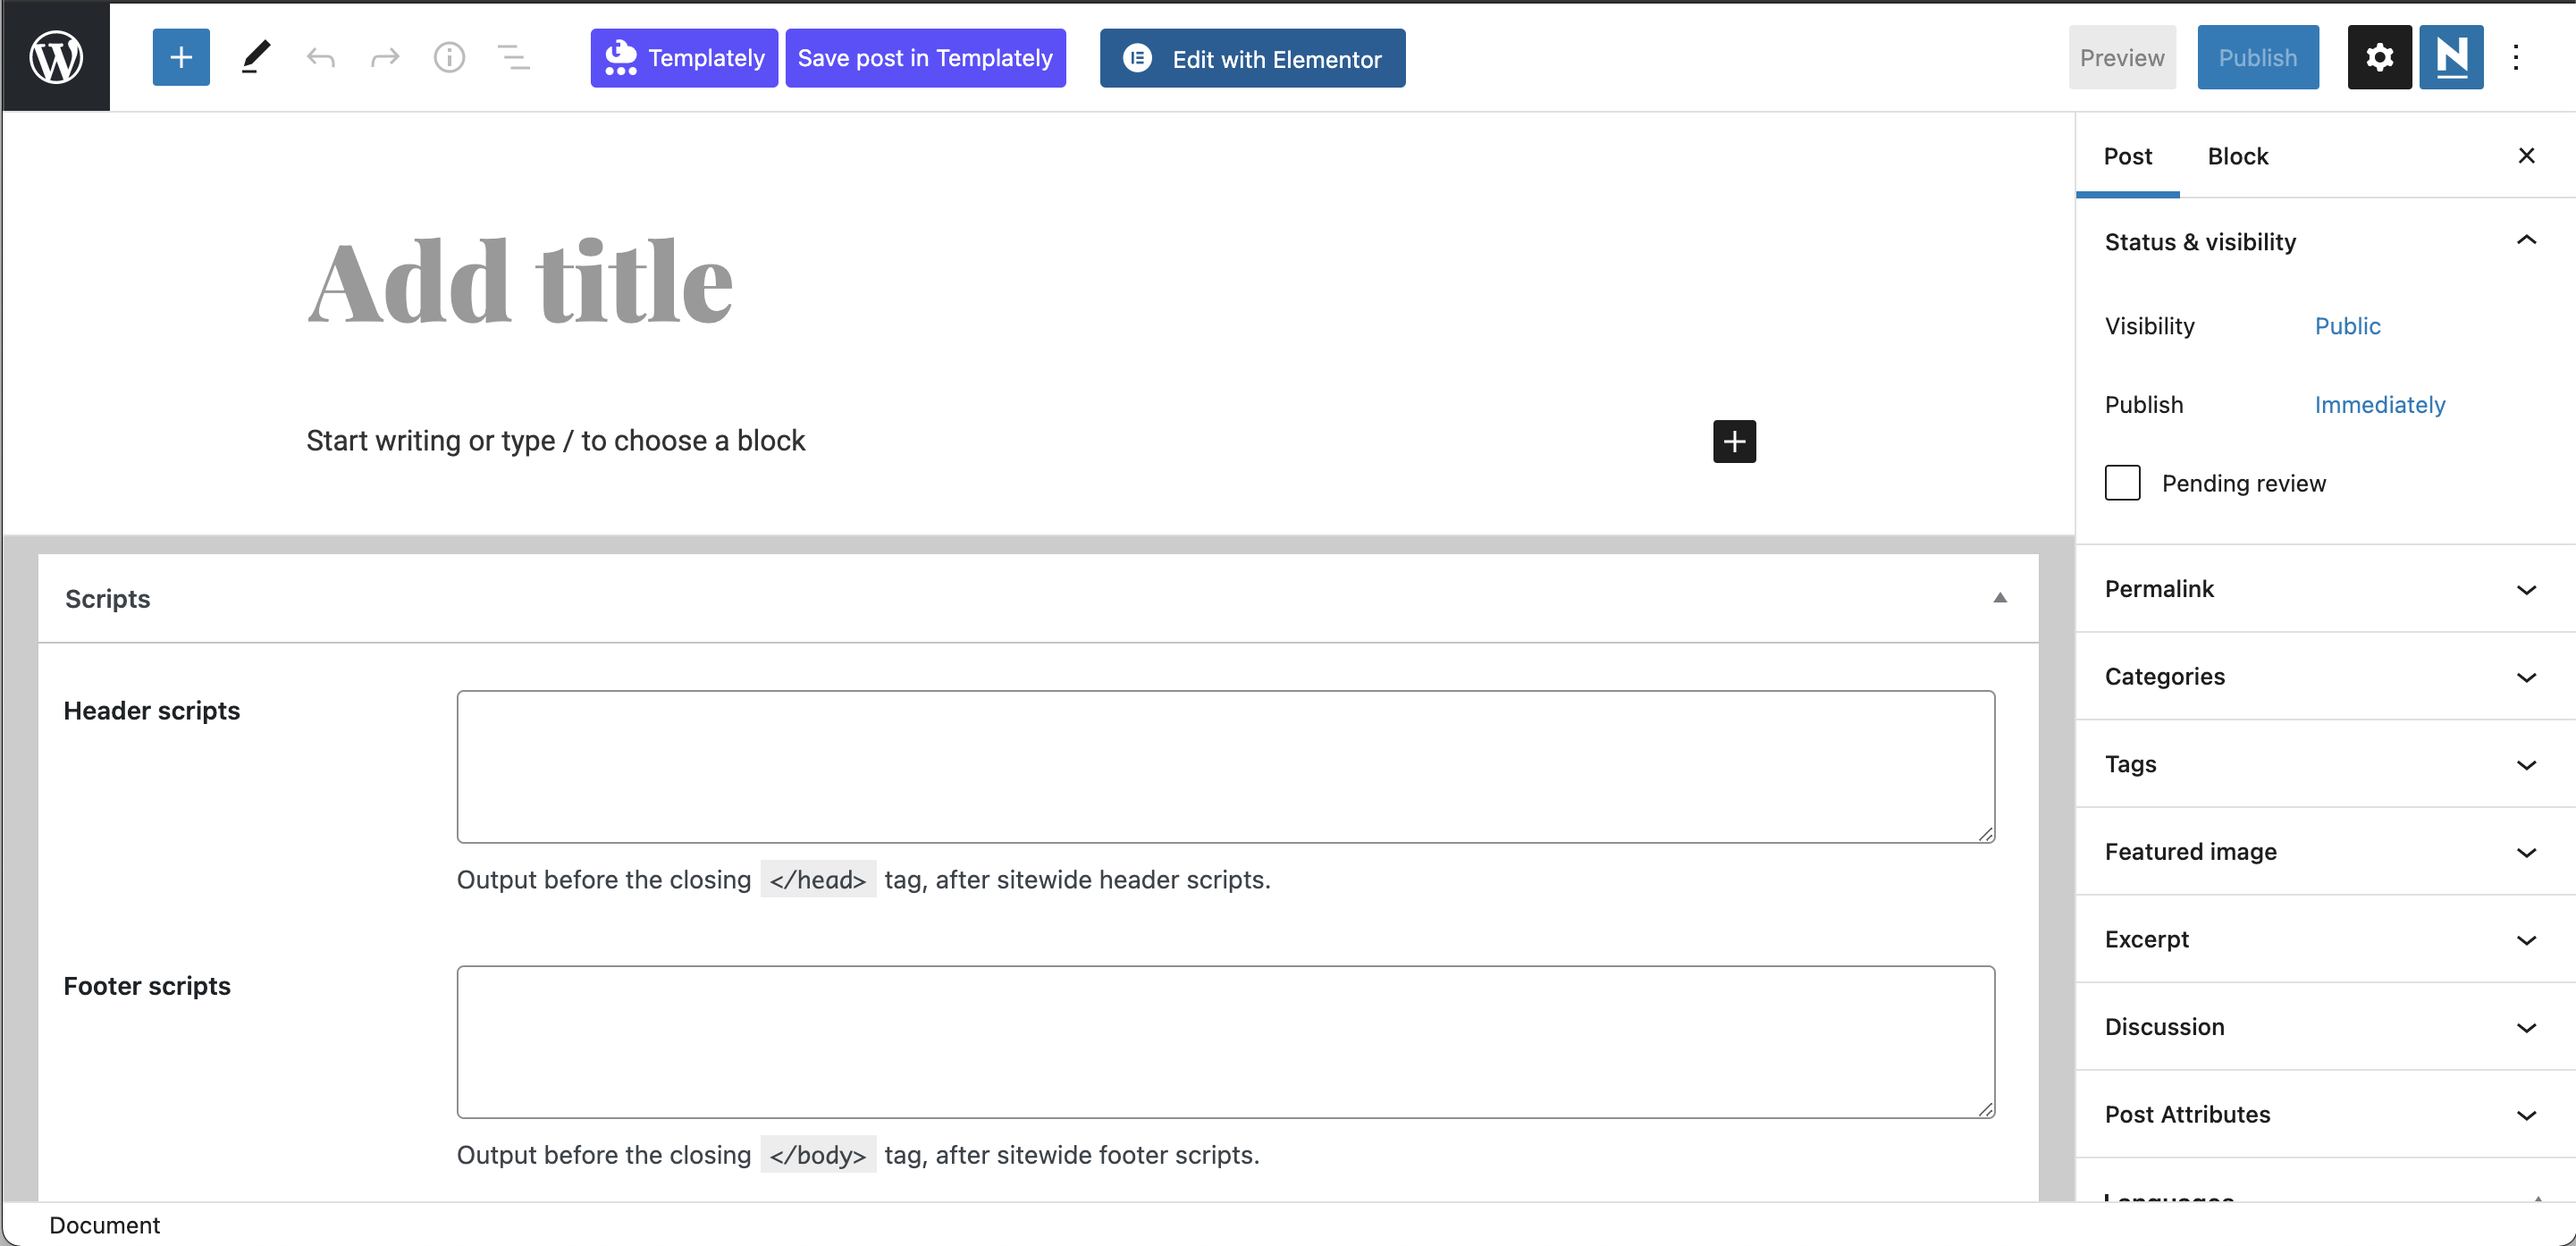 Templately
Save post in Templately
Edit with Elementor
Preview
Publish
Post
Block
Add title
Start writing or type / to choose a block
Status & visibility
Visibility
Public
Publish
Immediately
Pending review
Permalink
Categories
Tags
Featured image
Excerpt
Discussion
Post Attributes
Languages
Scripts
Header scripts
Output before the closing </head> tag, after sitewide header scripts.
Footer scripts
Output before the closing </body> tag, after sitewide footer scripts.
Document